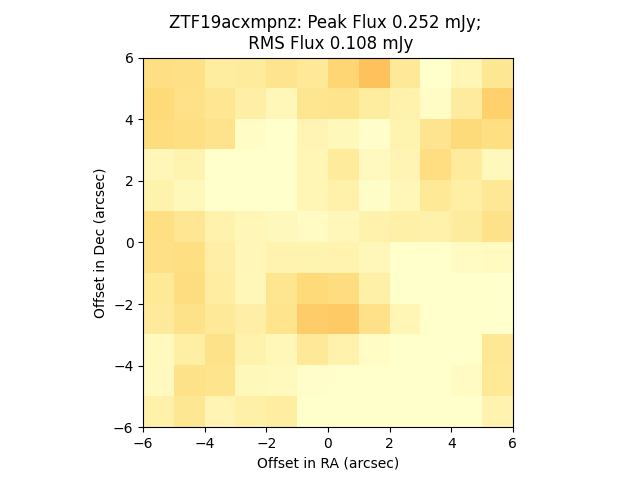 ZTF19acxmpnz: Peak Flux 0.252 mJy;
RMS Flux 0.108 mJy
6
4
2
0
−2
−4
−6
Offset in Dec (arcsec)
−6 −4 −2 0 2 4 6
Offset in RA (arcsec)